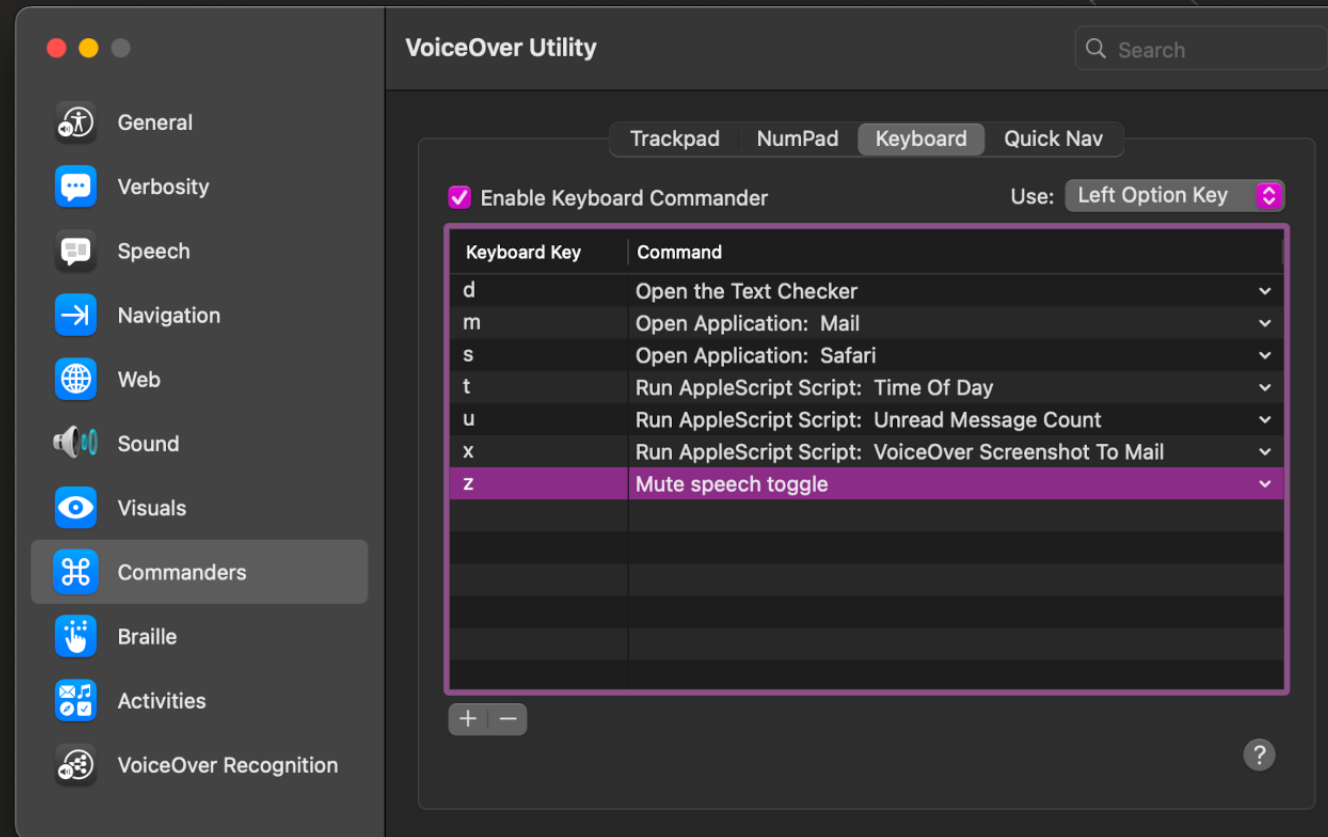 VoiceOver Utility
Search
General
Verbosity
Speech
Navigation
Web
Sound
Visuals
Commanders
Braille
Activities
VoiceOver Recognition
Trackpad NumPad Keyboard Quick Nav
Enable Keyboard Commander Use: Left Option Key
Keyboard Key Command
d Open the Text Checker
m Open Application: Mail
s Open Application: Safari
t Run AppleScript Script: Time Of Day
u Run AppleScript Script: Unread Message Count
x Run AppleScript Script: VoiceOver Screenshot To Mail
z Mute speech toggle
+ −
?